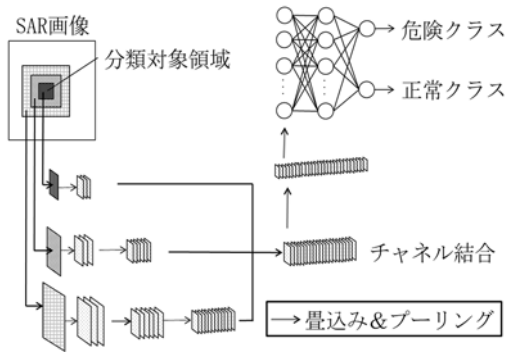 SAR画像
分類対象領域
危険クラス
正常クラス
チャネル結合
畳込み＆プーリング